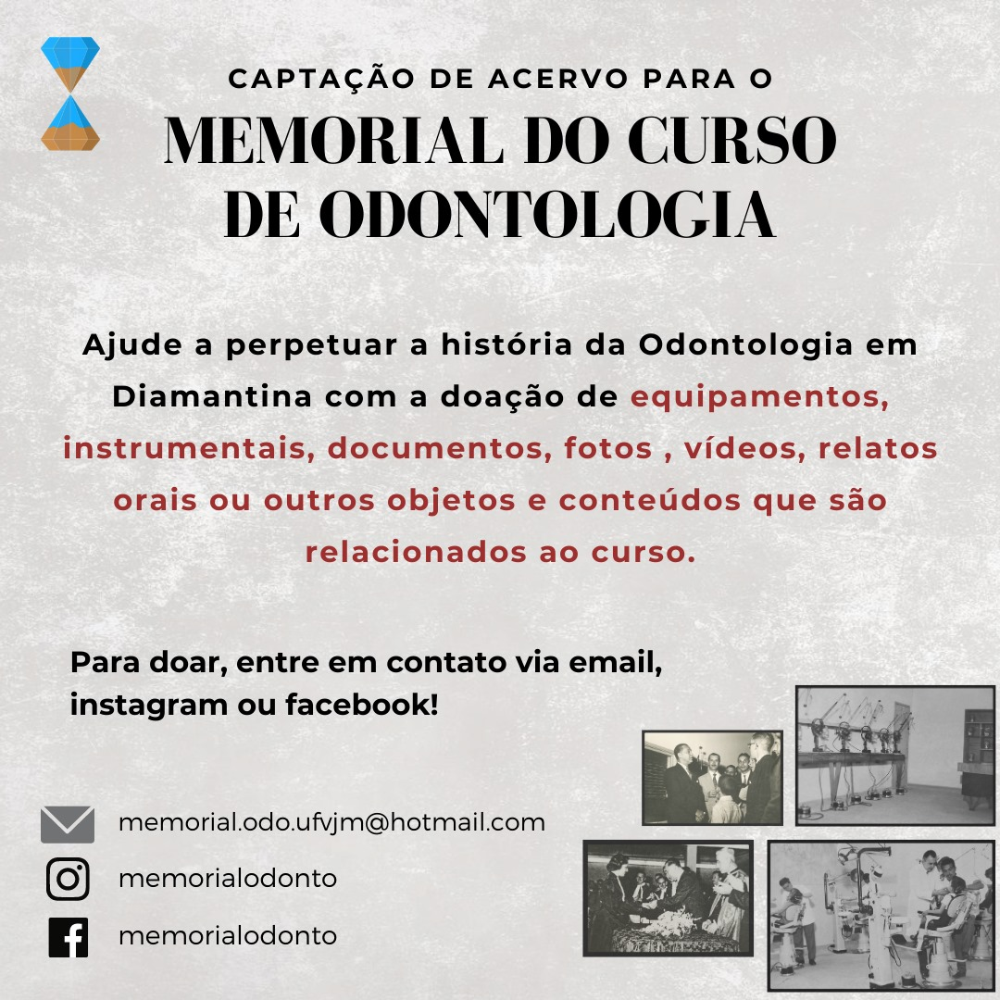 CAPTAÇÃO DE ACERVO PARA O
MEMORIAL DO CURSO
DE ODONTOLOGIA
Ajude a perpetuar a história da Odontologia em
Diamantina com a doação de equipamentos,
instrumentais, documentos, fotos , vídeos, relatos
orais ou outros objetos e conteúdos que são
relacionados ao curso.
Para doar, entre em contato via email,
instagram ou facebook!
memorial.odo.ufvjm@hotmail.com
memorialodonto
memorialodonto